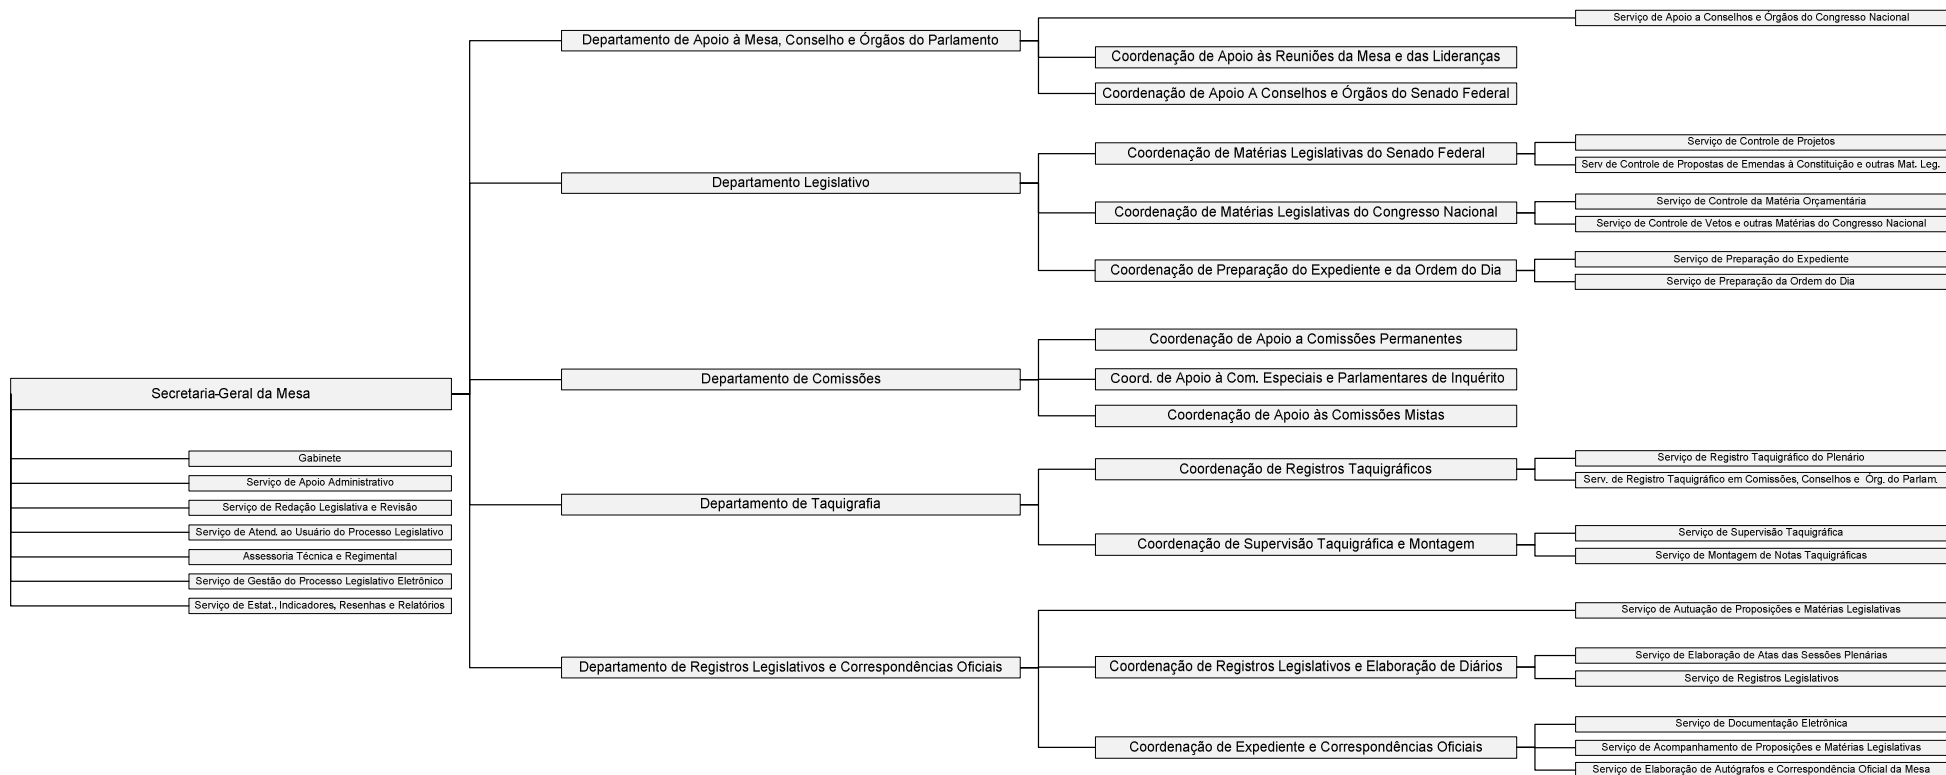 Serviço de Apoio a Conselhos e Órgãos do Congresso Nacional
Departamento de Apoio à Mesa, Conselho e Órgãos do Parlamento
Coordenação de Apoio às Reuniões da Mesa e das Lideranças
Coordenação de Apoio A Conselhos e Órgãos do Senado Federal
Departamento Legislativo
Coordenação de Matérias Legislativas do Senado Federal
Serviço de Controle de Projetos
Serv de Controle de Propostas de Emendas à Constituição e outras Mat. Leg.
Coordenação de Matérias Legislativas do Congresso Nacional
Serviço de Controle da Matéria Orçamentária
Serviço de Controle de Vetos e outras Matérias do Congresso Nacional
Coordenação de Preparação do Expediente e da Ordem do Dia
Serviço de Preparação do Expediente
Serviço de Preparação da Ordem do Dia
Departamento de Comissões
Coordenação de Apoio a Comissões Permanentes
Coord. de Apoio à Com. Especiais e Parlamentares de Inquérito
Coordenação de Apoio às Comissões Mistas
Secretaria-Geral da Mesa
Gabinete
Serviço de Apoio Administrativo
Serviço de Redação Legislativa e Revisão
Serviço de Atend. ao Usuário do Processo Legislativo
Assessoria Técnica e Regimental
Serviço de Gestão do Processo Legislativo Eletrônico
Serviço de Estat., Indicadores, Resenhas e Relatórios
Departamento de Taquigrafia
Coordenação de Registros Taquigráficos
Serviço de Registro Taquigráfico do Plenário
Serv. de Registro Taquigráfico em Comissões, Conselhos e Órg. do Parlam.
Coordenação de Supervisão Taquigráfica e Montagem
Serviço de Supervisão Taquigráfica
Serviço de Montagem de Notas Taquigráficas
Departamento de Registros Legislativos e Correspondências Oficiais
Serviço de Autuação de Proposições e Matérias Legislativas
Coordenação de Registros Legislativos e Elaboração de Diários
Serviço de Elaboração de Atas das Sessões Plenárias
Serviço de Registros Legislativos
Coordenação de Expediente e Correspondências Oficiais
Serviço de Documentação Eletrônica
Serviço de Acompanhamento de Proposições e Matérias Legislativas
Serviço de Elaboração de Autógrafos e Correspondência Oficial da Mesa